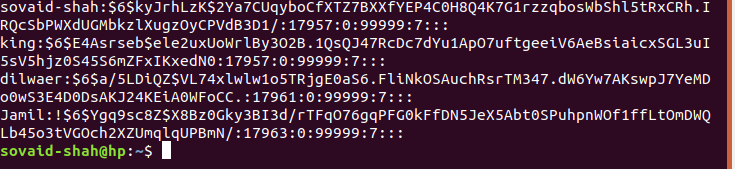 sovaid-shah:$6$kyJrhLzK$2Ya7CUqyboCfXTZ7BXXfYEP4C0H8Q4K7G1rzzqbosWbShl5tRxCRh.I
RQcSbPWXdUGMbkzlXugzOyCPVdB3D1/:17957:0:99999:7:::
king:$6$E4Asrseb$ele2uxUoWrlBy3O2B.1QsQJ47RcDc7dYu1ApO7uftgeeiV6AeBsiaicxSGL3uI
5sV5hjz0S45S6mZFxIKxedN0:17957:0:99999:7:::
dilwaer:$6$a/5LDiQZ$VL74xlwlw1o5TRjgE0aS6.FliNkOSAuchRsrTM347.dW6Yw7AKswpJ7YeMD
o0wS3E4D0DsAKJ24KEiA0WFoCC.:17961:0:99999:7:::
Jamil:!$6$Ygq9sc8Z$X8Bz0Gky3BI3d/rTFqO76gqPFG0kFfDN5JeX5Abt0SPuhpnWOf1ffLtOmDWQ
Lb45o3tVGOch2XZUmqlqUPBmN/:17963:0:99999:7:::
sovaid-shah@hp:~$